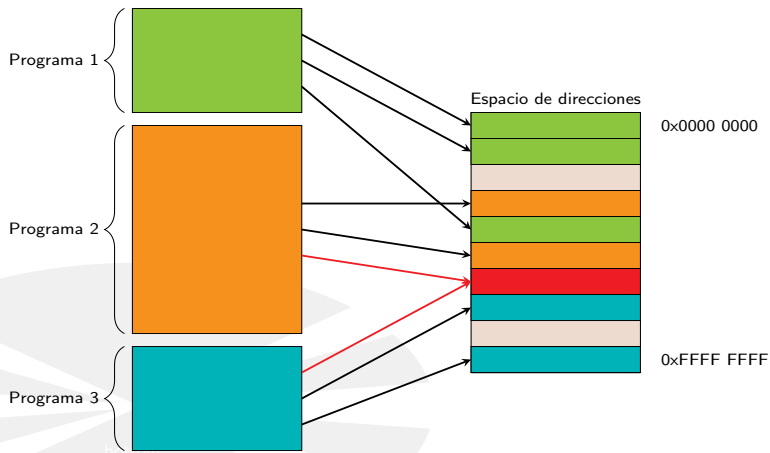 Programa 1
Espacio de direcciones
0x0000 0000
Programa 2
0xFFFF FFFF
Programa 3